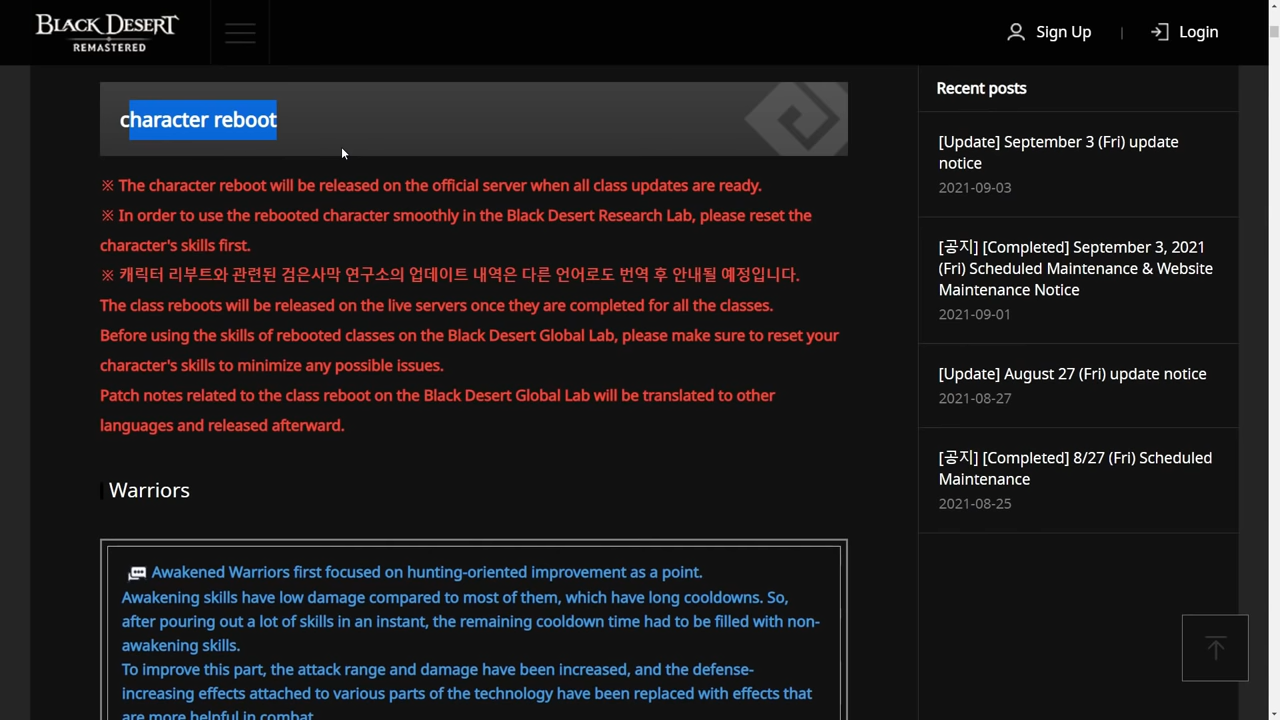 BLACK DESERT
REMASTERED
Sign Up | Login
character reboot
※ The character reboot will be released on the official server when all class updates are ready.
※ In order to use the rebooted character smoothly in the Black Desert Research Lab, please reset the
character's skills first.
※ 캐릭터 리부트와 관련된 검은사막 연구소의 업데이트 내역은 다른 언어로도 번역 후 안내될 예정입니다.
The class reboots will be released on the live servers once they are completed for all the classes.
Before using the skills of rebooted classes on the Black Desert Global Lab, please make sure to reset your
character's skills to minimize any possible issues.
Patch notes related to the class reboot on the Black Desert Global Lab will be translated to other
languages and released afterward.
Warriors
Awakened Warriors first focused on hunting-oriented improvement as a point.
Awakening skills have low damage compared to most of them, which have long cooldowns. So,
after pouring out a lot of skills in an instant, the remaining cooldown time had to be filled with non-
awakening skills.
To improve this part, the attack range and damage have been increased, and the defense-
increasing effects attached to various parts of the technology have been replaced with effects that
are more helpful in combat.
Recent posts
[Update] September 3 (Fri) update
notice
2021-09-03
[공지] [Completed] September 3, 2021
(Fri) Scheduled Maintenance & Website
Maintenance Notice
2021-09-01
[Update] August 27 (Fri) update notice
2021-08-27
[공지] [Completed] 8/27 (Fri) Scheduled
Maintenance
2021-08-25